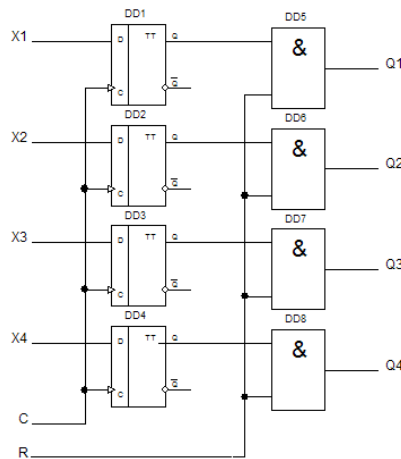 DD1
DD5
X1
D
TT
Q
&
Q1
C
Q
DD2
DD6
X2
D
TT
Q
&
Q2
C
Q
DD3
DD7
X3
D
TT
Q
&
Q3
C
Q
DD4
DD8
X4
D
TT
Q
&
Q4
C
Q
C
R